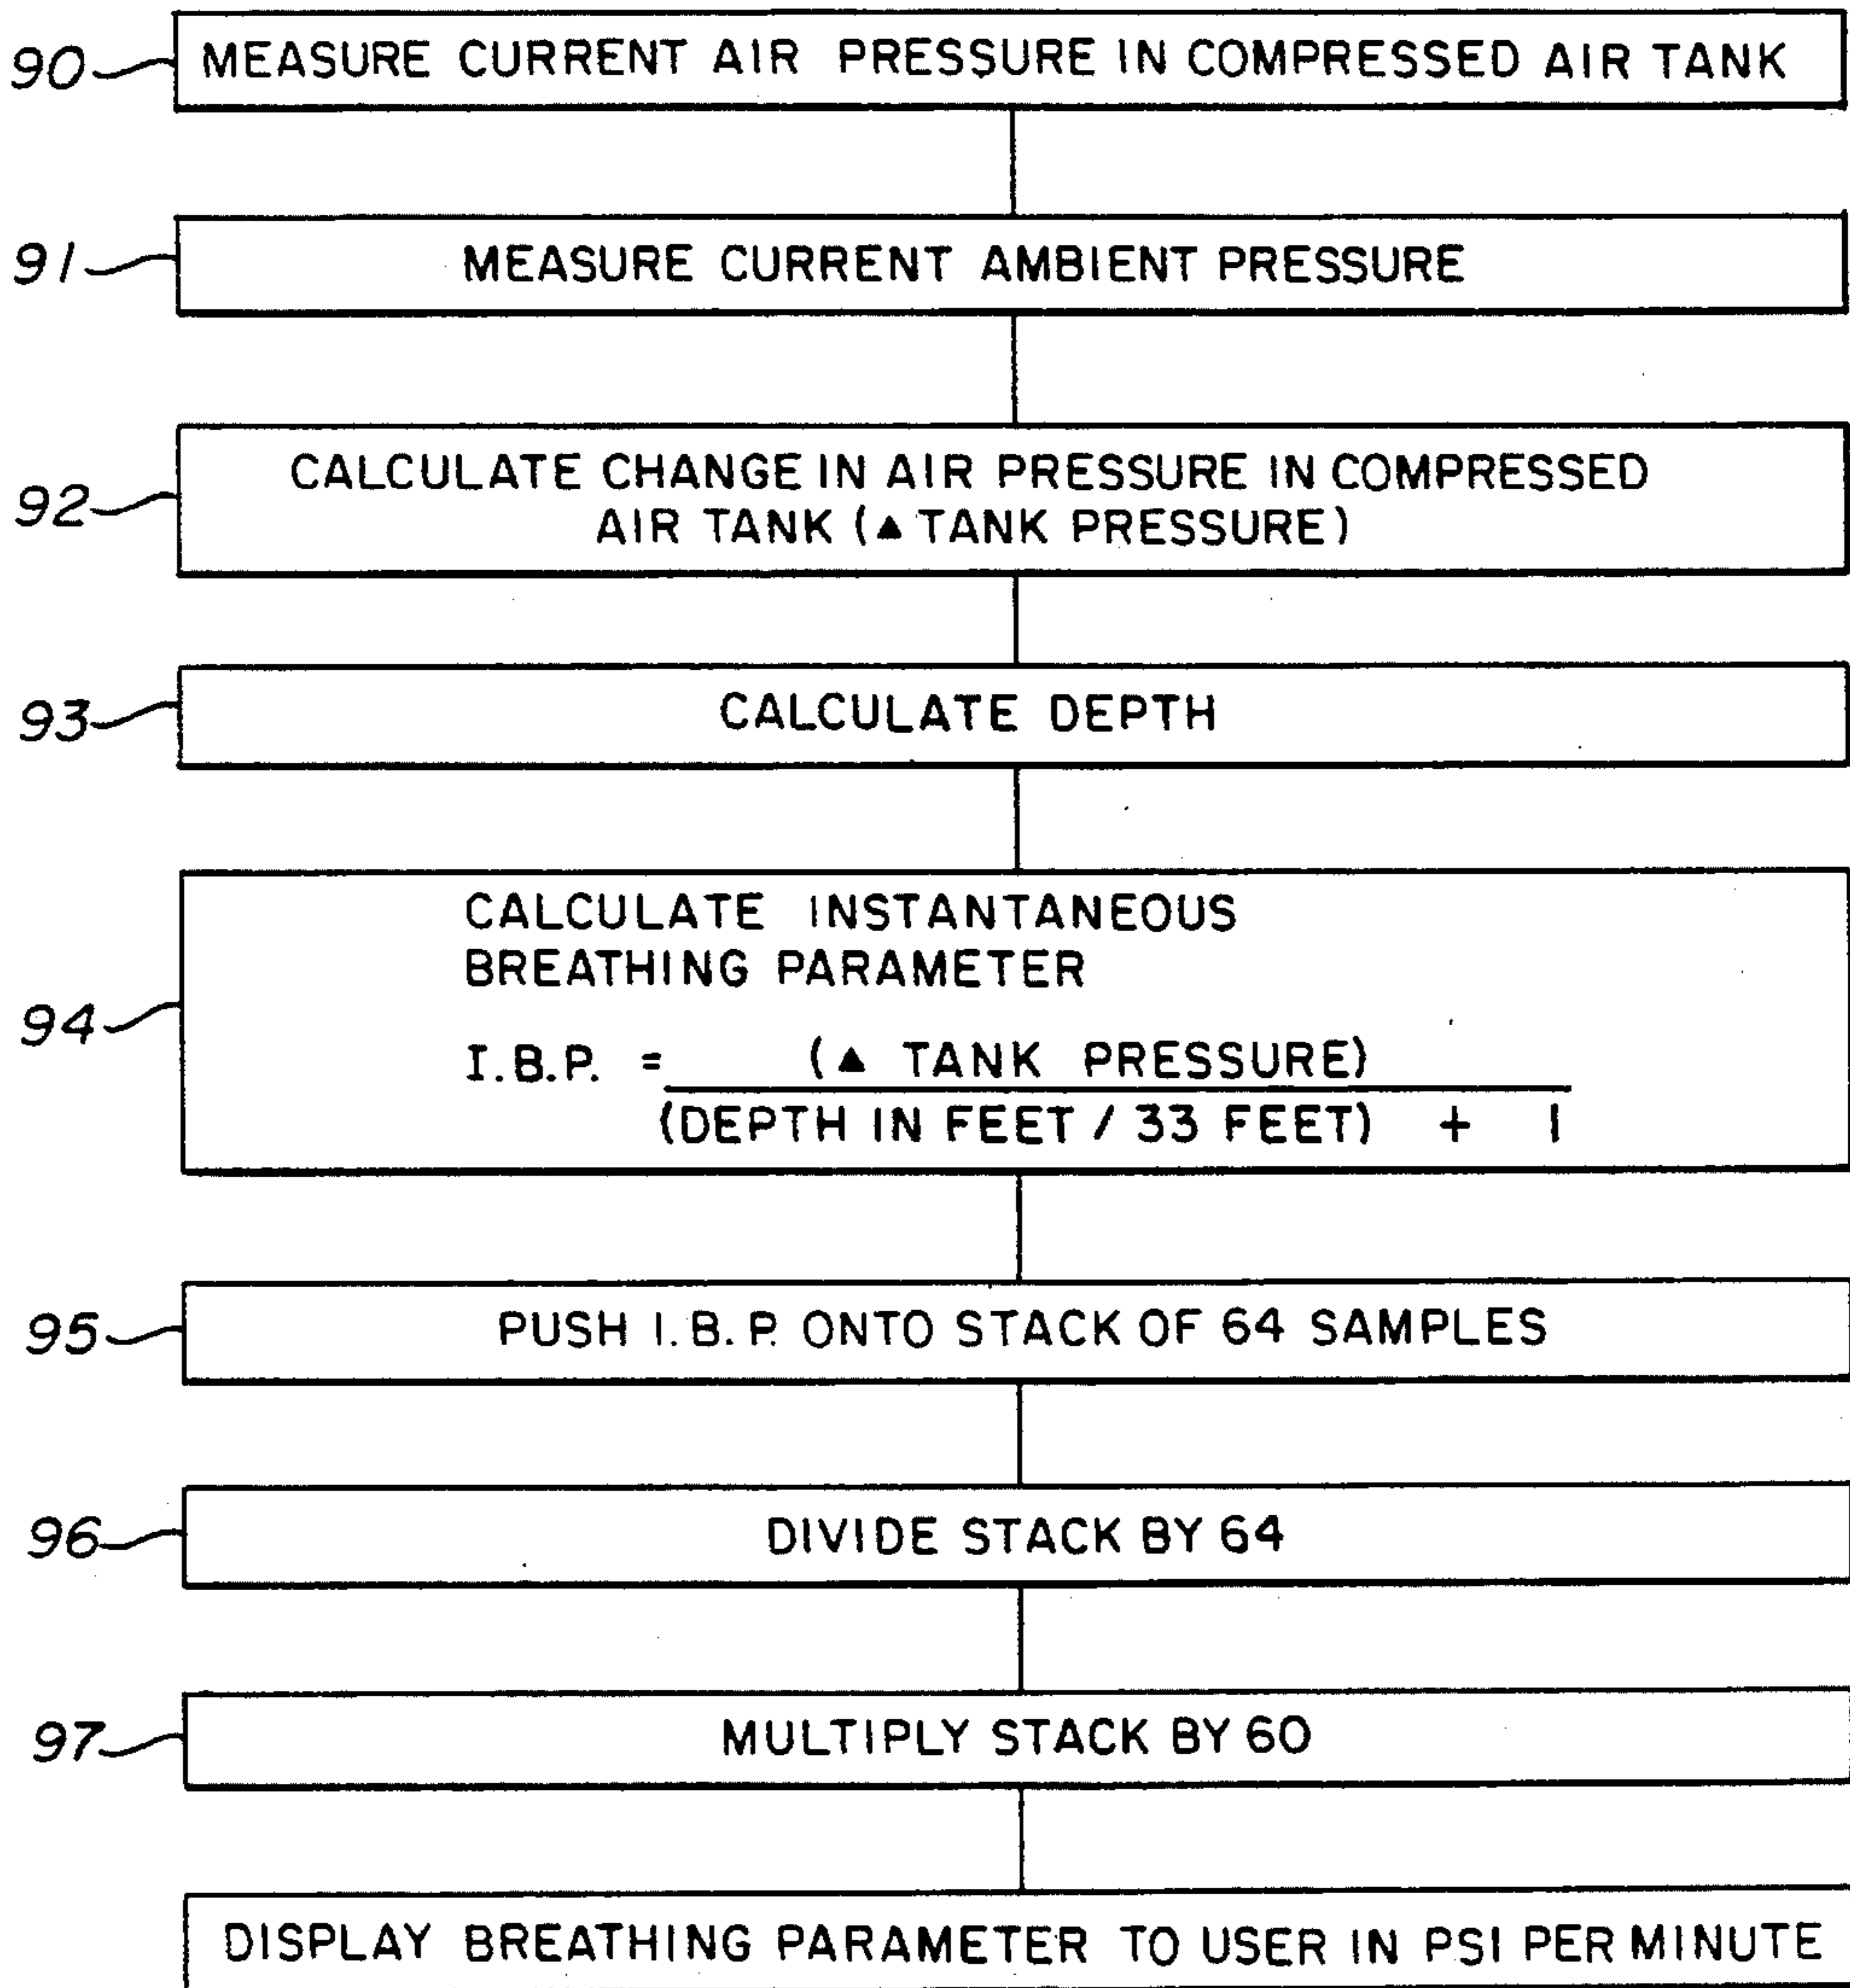 90 MEASURE CURRENT AIR PRESSURE IN COMPRESSED AIR TANK
91 MEASURE CURRENT AMBIENT PRESSURE
CALCULATE CHANGE IN AIR PRESSURE IN COMPRESSED
92 AIR TANK (▲ TANK PRESSURE)
93 CALCULATE DEPTH
CALCULATE INSTANTANEOUS
BREATHING PARAMETER
94
I.B.P. = (▲ TANK PRESSURE)
(DEPTH IN FEET / 33 FEET) + 1
95 PUSH I.B.P. ONTO STACK OF 64 SAMPLES
96 DIVIDE STACK BY 64
97 MULTIPLY STACK BY 60
DISPLAY BREATHING PARAMETER TO USER IN PSI PER MINUTE